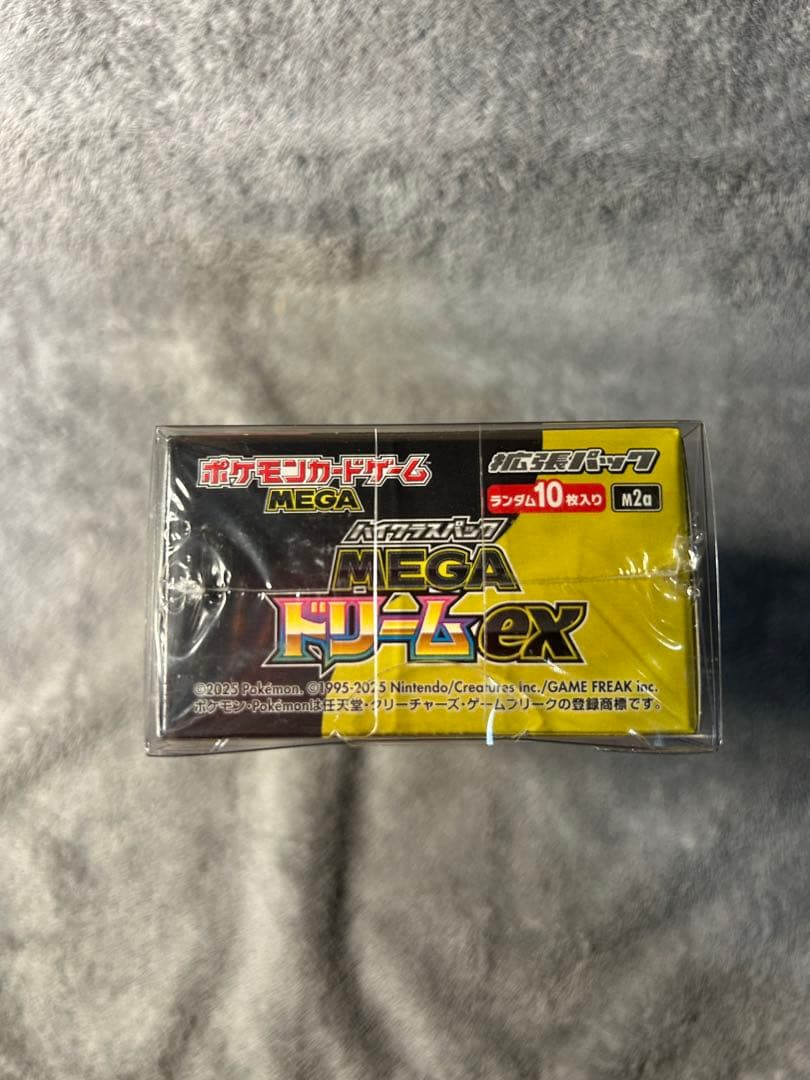 ポケモンカードゲーム
MEGA
拡張パック
ランダム10枚入り
M2a
ハイクラスパック
MEGA
ドリームex
©2025 Pokémon. ©1995-2025 Nintendo/Creatures inc./GAME FREAK inc.
ポケモン・Pokémonは任天堂・クリーチャーズ・ゲームフリークの登録商標です。